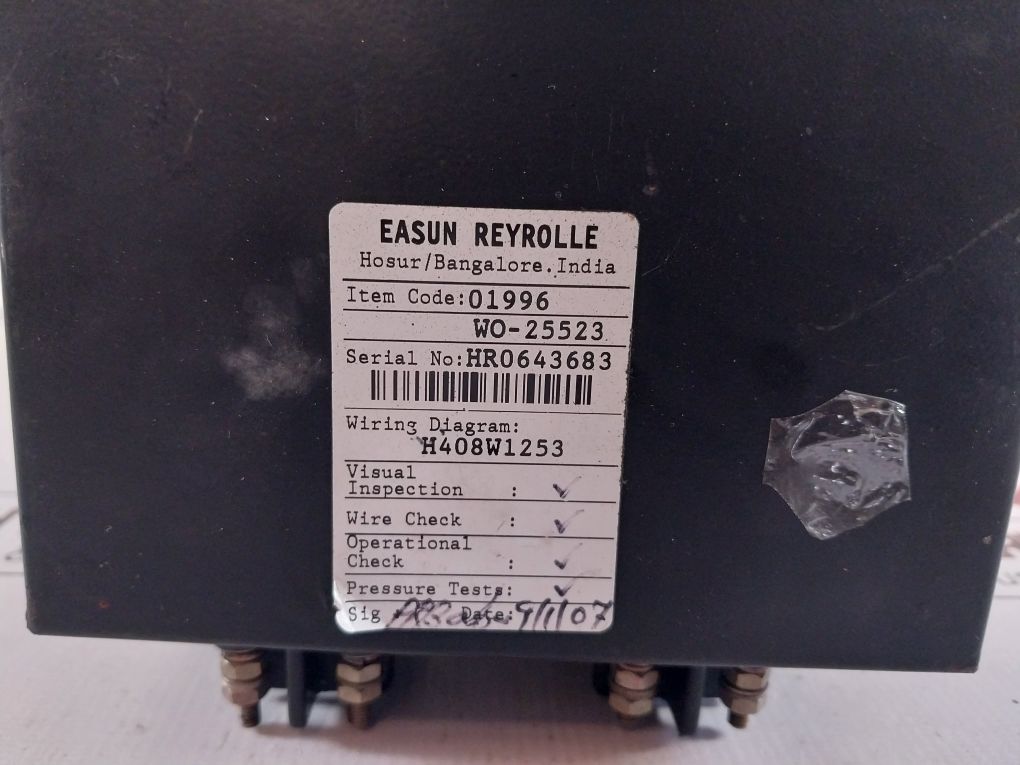 EASUN REYROLLE
Hosur/Bangalore.India
Item Code:01996
WO-25523
Serial No:HR0643683
Wiring Diagram:
H408W1253
Visual
Inspection : ✓
Wire Check : ✓
Operational
Check : ✓
Pressure Tests: ✓
Sig Date: 9/1/07